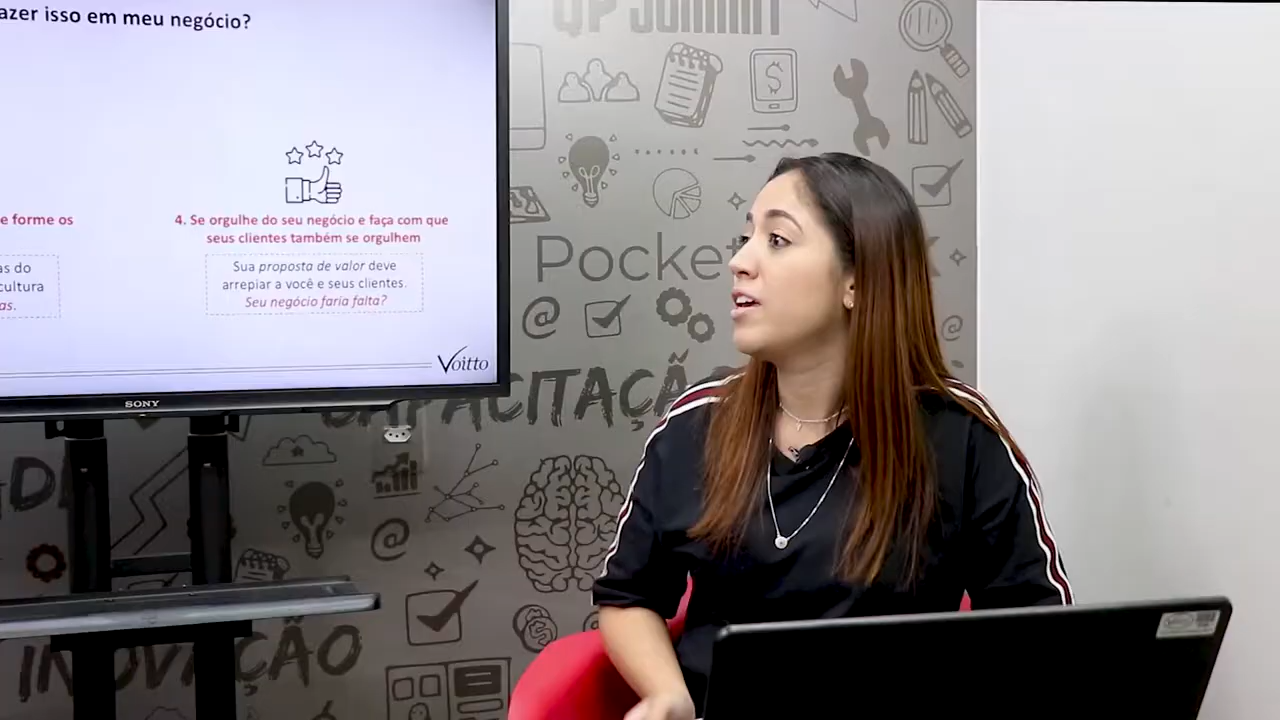 azer isso em meu negócio?
e forme os
as do
cultura
as.
4. Se orgulhe do seu negócio e faça com que
seus clientes também se orgulhem
Sua proposta de valor deve
arrepiar a você e seus clientes.
Seu negócio faria falta?
Voitto
SONY
Pocket
CAPACITAÇÃO
INOVAÇÃO